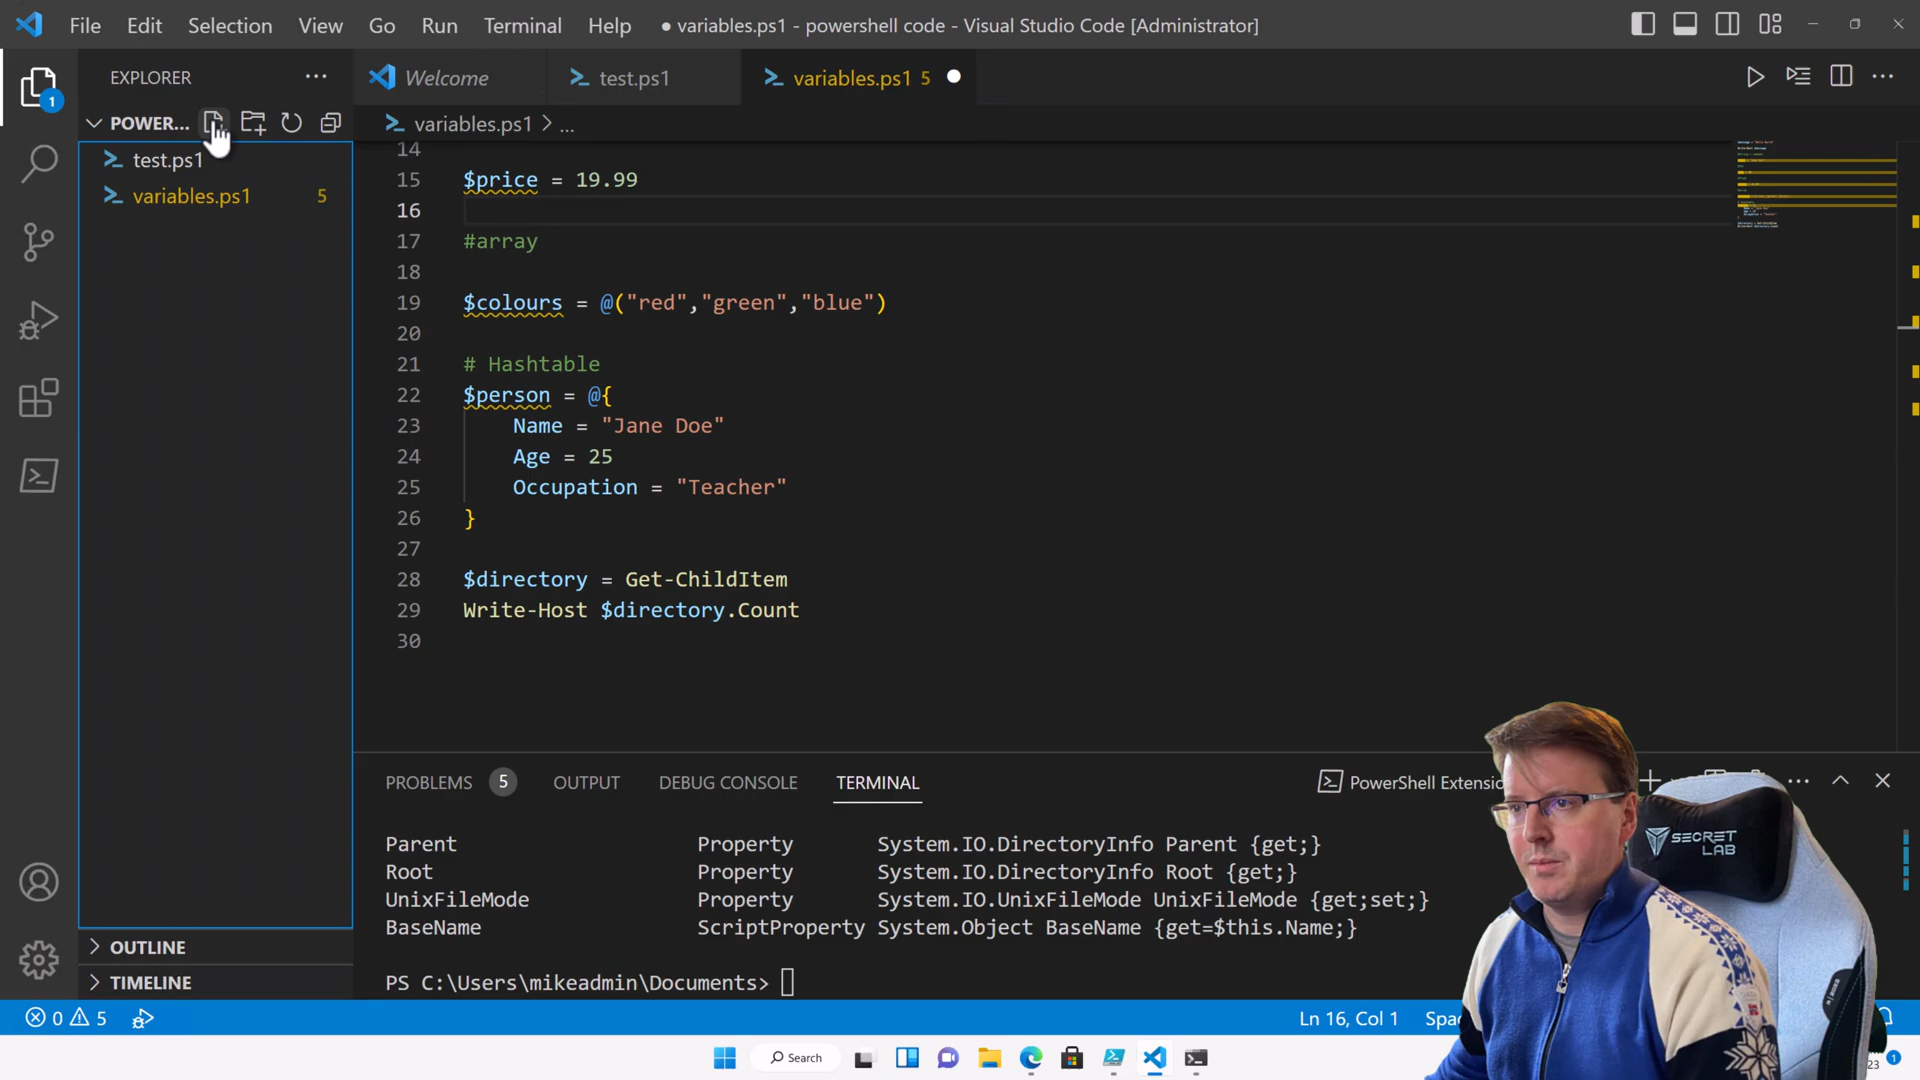 File Edit Selection View Go Run Terminal Help ● variables.ps1 - powershell code - Visual Studio Code [Administrator]
EXPLORER ··· Welcome test.ps1 variables.ps1 5
POWER... variables.ps1 > ...
1
test.ps1
variables.ps1 5
14
15 $price = 19.99
16
17 #array
18
19 $colours = @("red","green","blue")
20
21 # Hashtable
22 $person = @{
23 Name = "Jane Doe"
24 Age = 25
25 Occupation = "Teacher"
26 }
27
28 $directory = Get-ChildItem
29 Write-Host $directory.Count
30
PROBLEMS 5 OUTPUT DEBUG CONSOLE TERMINAL PowerShell Extensio
Parent Property System.IO.DirectoryInfo Parent {get;}
Root Property System.IO.DirectoryInfo Root {get;}
UnixFileMode Property System.IO.UnixFileMode UnixFileMode {get;set;}
BaseName ScriptProperty System.Object BaseName {get=$this.Name;}
PS C:\Users\mikeadmin\Documents>
OUTLINE
TIMELINE
SECRET
LAB
0 5 Ln 16, Col 1 Spac
Search
23 1